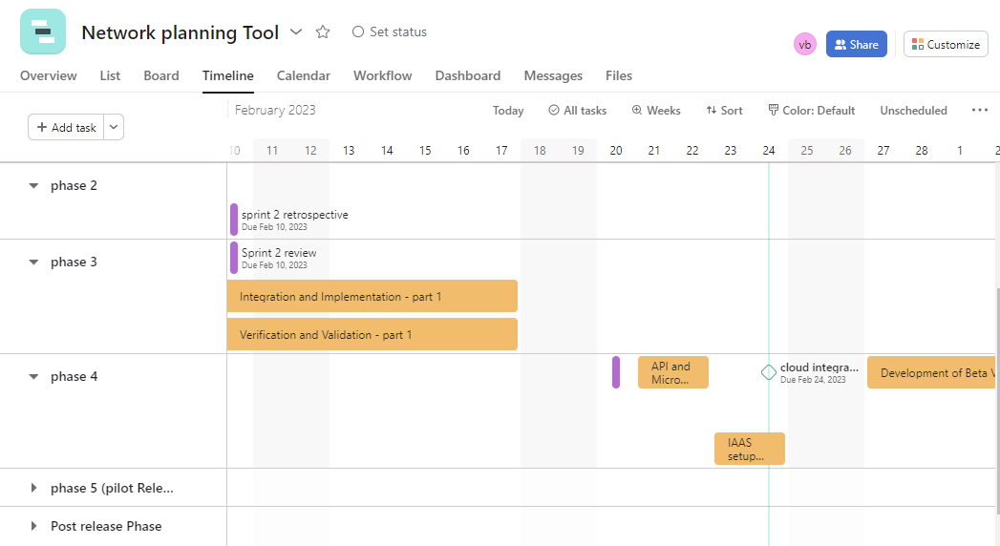 Network planning Tool
Set status
vb
Share
Customize
Overview List Board Timeline Calendar Workflow Dashboard Messages Files
Add task
February 2023
Today All tasks Weeks Sort Color: Default Unscheduled
10 11 12 13 14 15 16 17 18 19 20 21 22 23 24 25 26 27 28 1
phase 2
sprint 2 retrospective
Due Feb 10, 2023
phase 3
Sprint 2 review
Due Feb 10, 2023
Integration and Implementation - part 1
Verification and Validation - part 1
phase 4
API and
Micro...
cloud integra...
Due Feb 24, 2023
Development of Beta
IAAS
setup...
phase 5 (pilot Rele...
Post release Phase